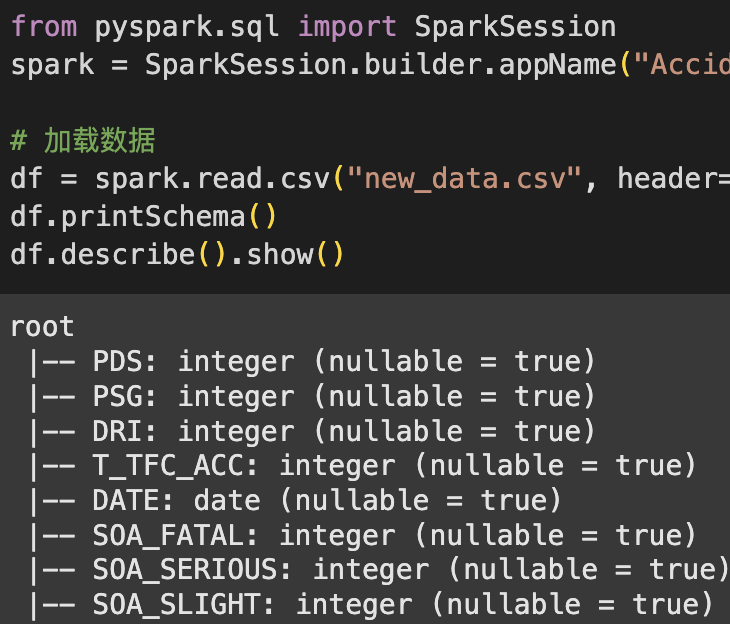 from pyspark.sql import SparkSession
spark = SparkSession.builder.appName("Accid
# 加载数据
df = spark.read.csv("new_data.csv", header=
df.printSchema()
df.describe().show()
root
|-- PDS: integer (nullable = true)
|-- PSG: integer (nullable = true)
|-- DRI: integer (nullable = true)
|-- T_TFC_ACC: integer (nullable = true)
|-- DATE: date (nullable = true)
|-- SOA_FATAL: integer (nullable = true)
|-- SOA_SERIOUS: integer (nullable = true)
|-- SOA_SLIGHT: integer (nullable = true)